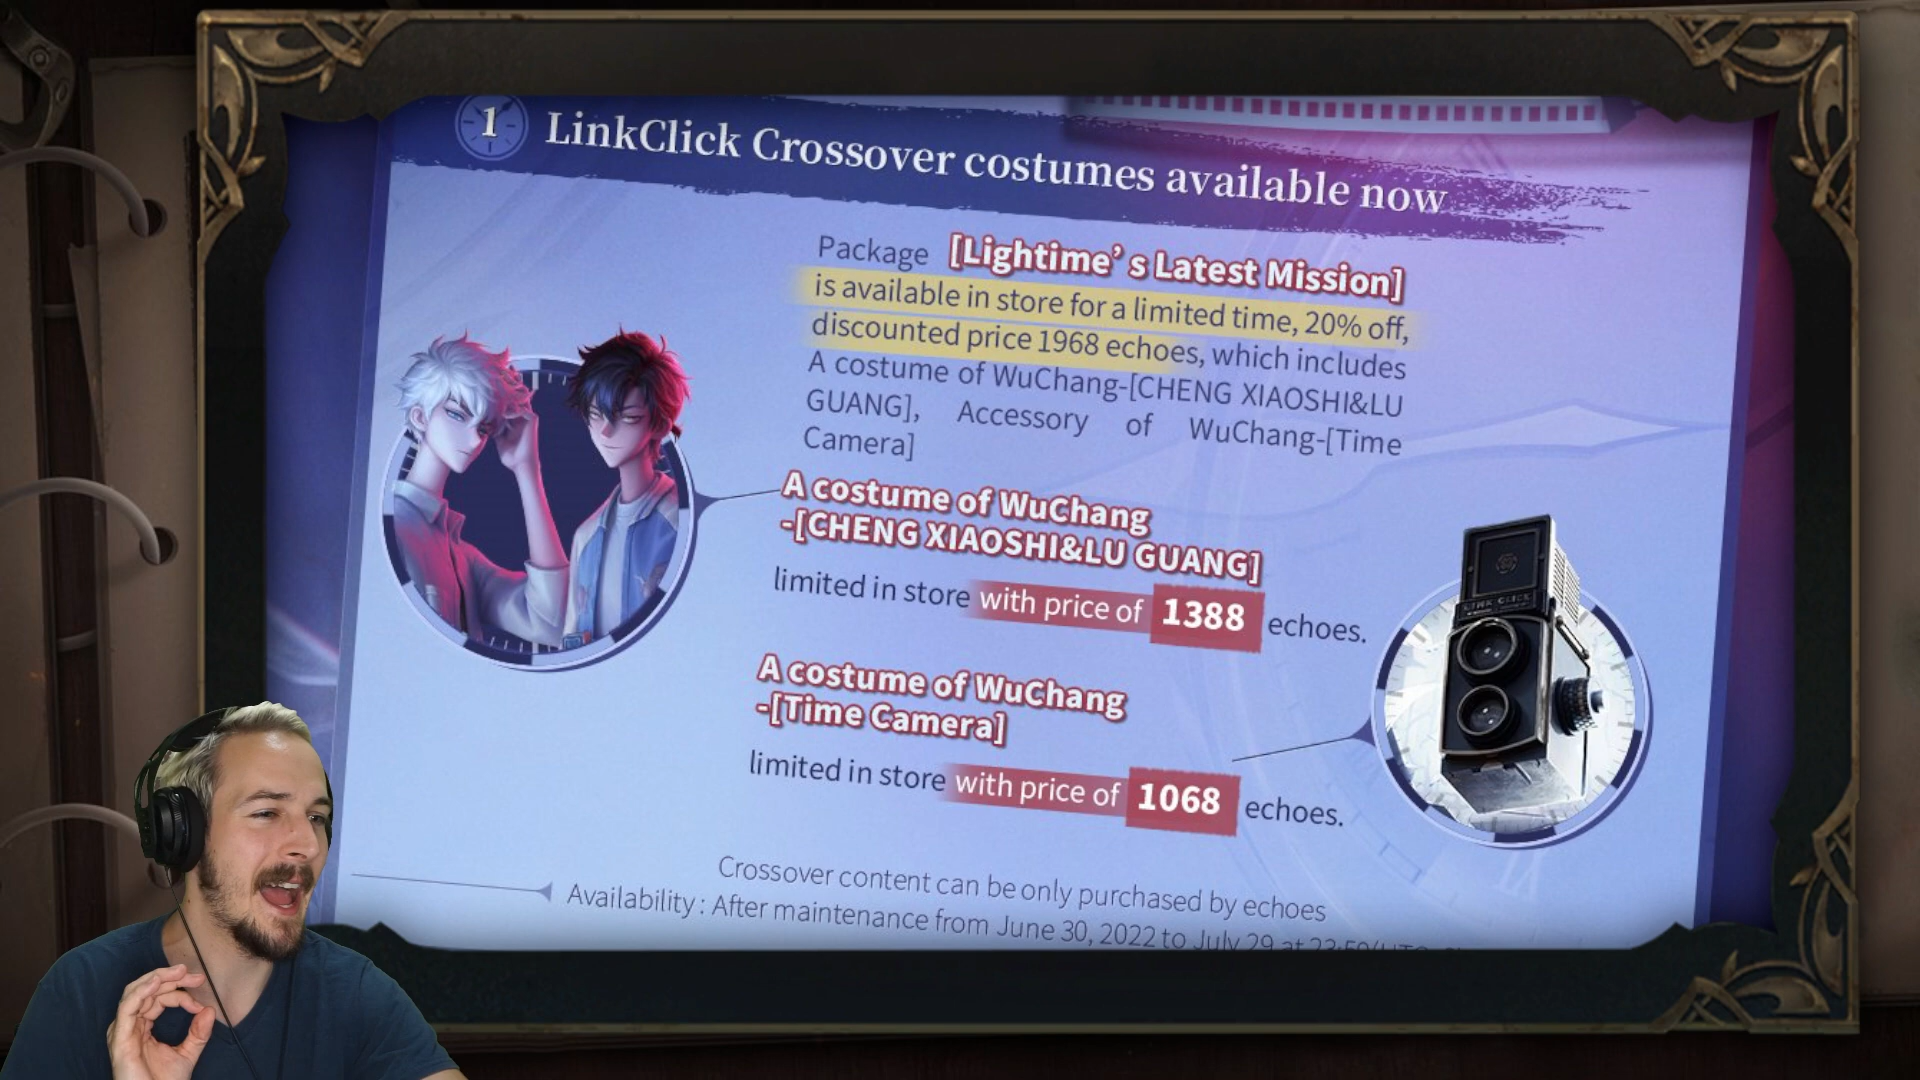 1 LinkClick Crossover costumes available now
Package [Lightime’s Latest Mission]
is available in store for a limited time, 20% off,
discounted price 1968 echoes, which includes
A costume of WuChang-[CHENG XIAOSHI&LU
GUANG], Accessory of WuChang-[Time
Camera]
A costume of WuChang
-[CHENG XIAOSHI&LU GUANG]
limited in store with price of 1388 echoes.
LINK CLICK
A costume of WuChang
-[Time Camera]
limited in store with price of 1068 echoes.
Crossover content can be only purchased by echoes
Availability : After maintenance from June 30, 2022 to July 29 at 23:59